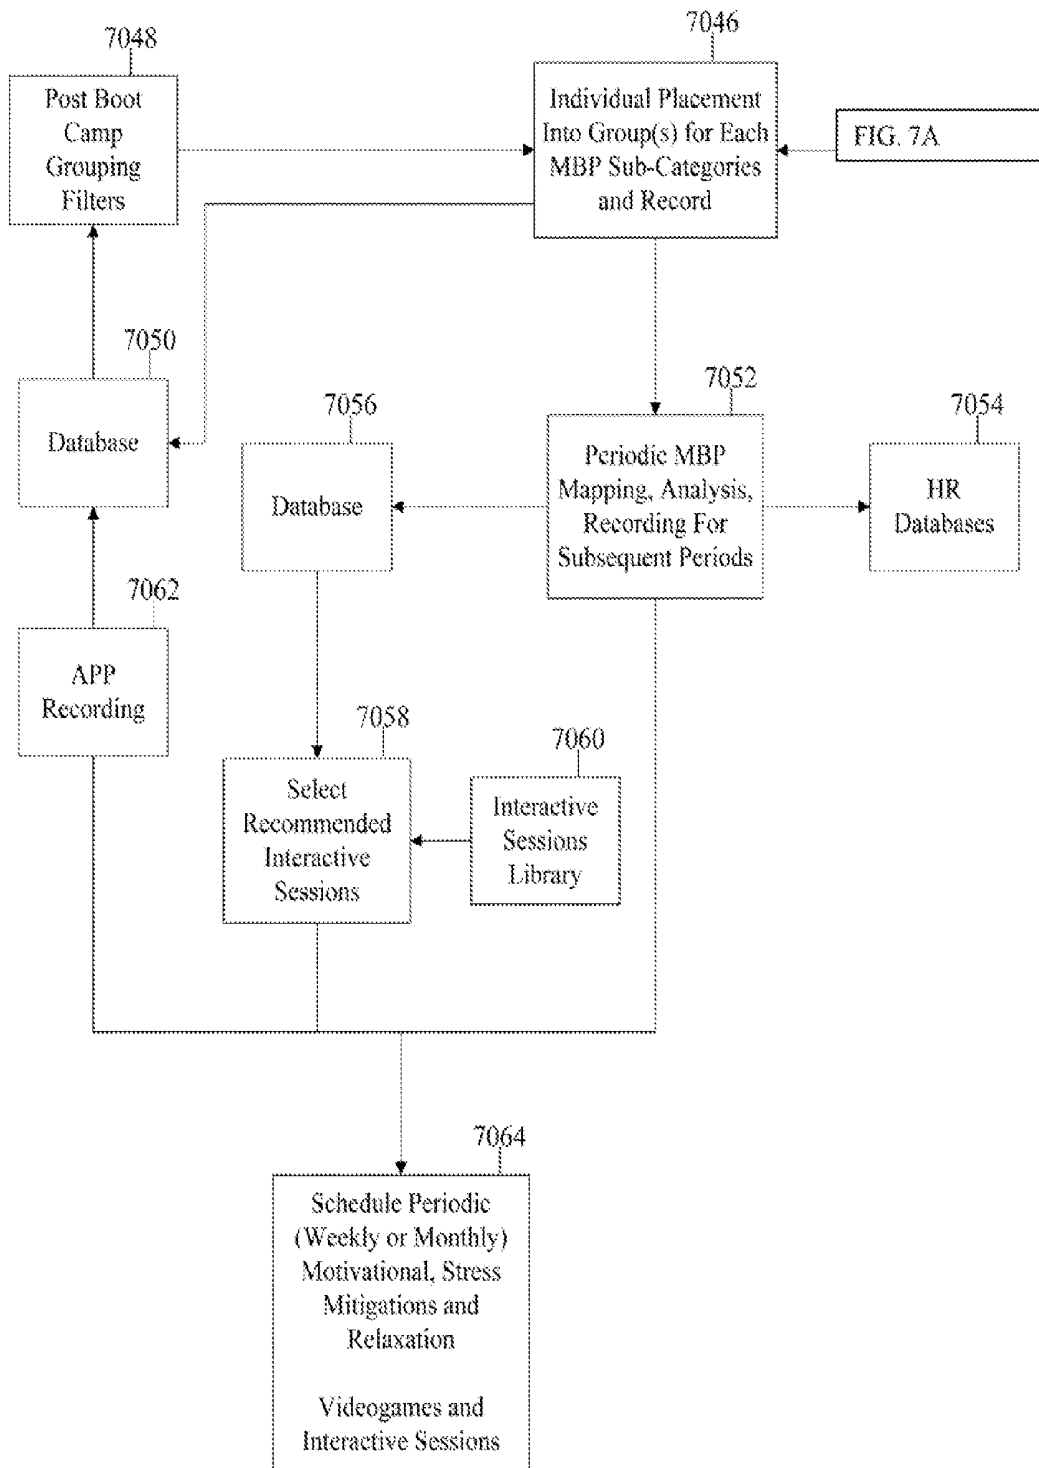 7048
Post Boot
Camp
Grouping
Filters
7046
Individual Placement
Into Group(s) for Each
MBP Sub-Categories
and Record
FIG. 7A
7050
Database
7056
Database
7052
Periodic MBP
Mapping, Analysis,
Recording For
Subsequent Periods
7054
HR
Databases
7062
APP
Recording
7058
Select
Recommended
Interactive
Sessions
7060
Interactive
Sessions
Library
7064
Schedule Periodic
(Weekly or Monthly)
Motivational, Stress
Mitigations and
Relaxation
Videogames and
Interactive Sessions